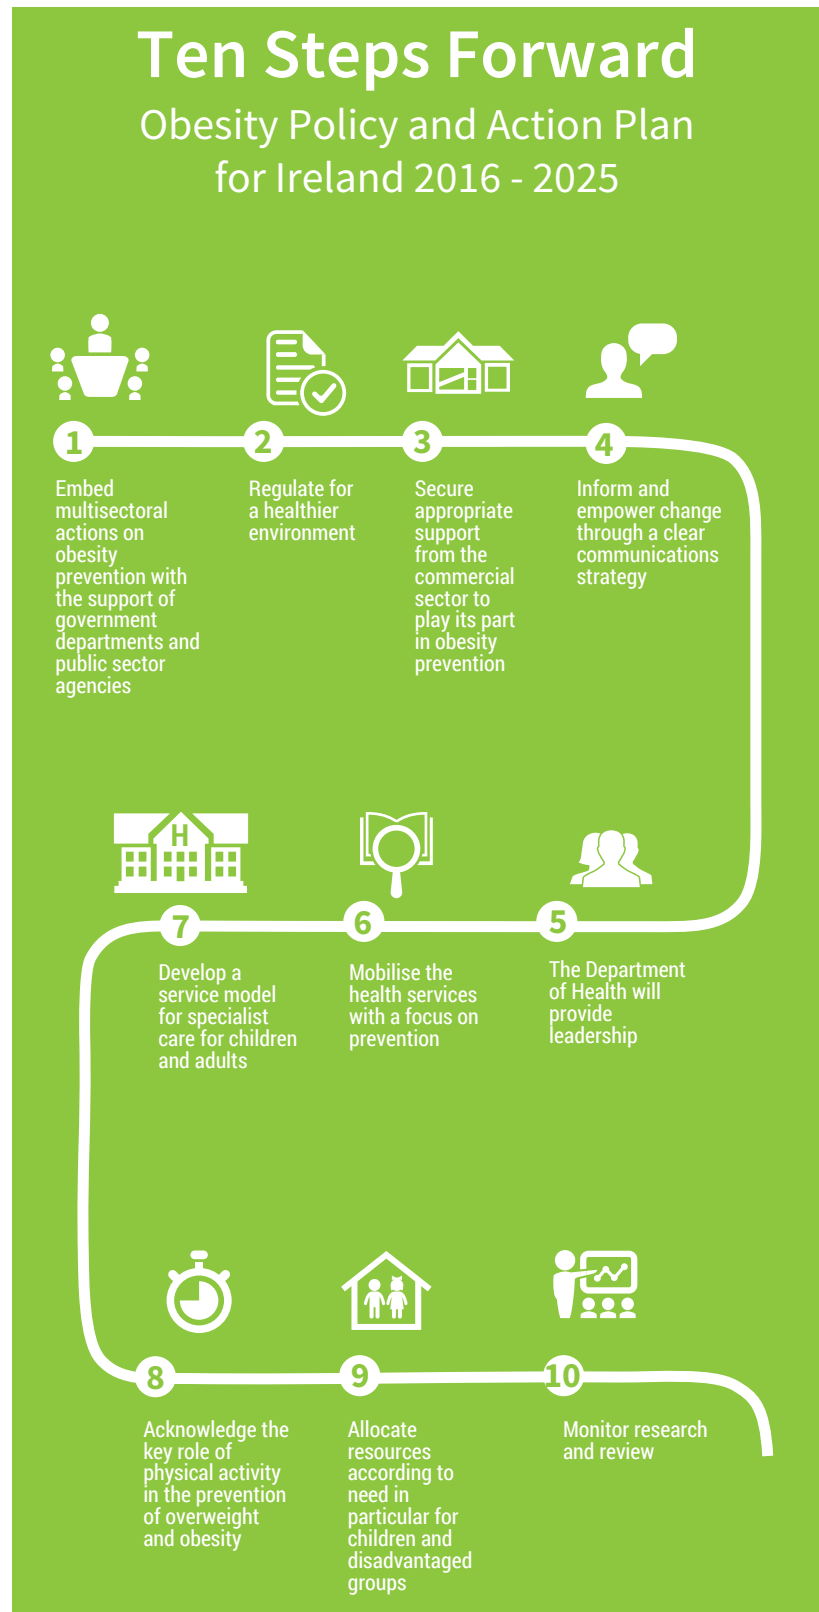 Ten Steps Forward
Obesity Policy and Action Plan
for Ireland 2016 - 2025
1
Embed
multisectoral
actions on
obesity
prevention with
the support of
government
departments and
public sector
agencies
2
Regulate for
a healthier
environment
3
Secure
appropriate
support
from the
commercial
sector to
play its part
in obesity
prevention
4
Inform and
empower change
through a clear
communications
strategy
5
The Department
of Health will
provide
leadership
6
Mobilise the
health services
with a focus on
prevention
H
7
Develop a
service model
for specialist
care for children
and adults
8
Acknowledge the
key role of
physical activity
in the prevention
of overweight
and obesity
9
Allocate
resources
according to
need in
particular for
children and
disadvantaged
groups
10
Monitor research
and review